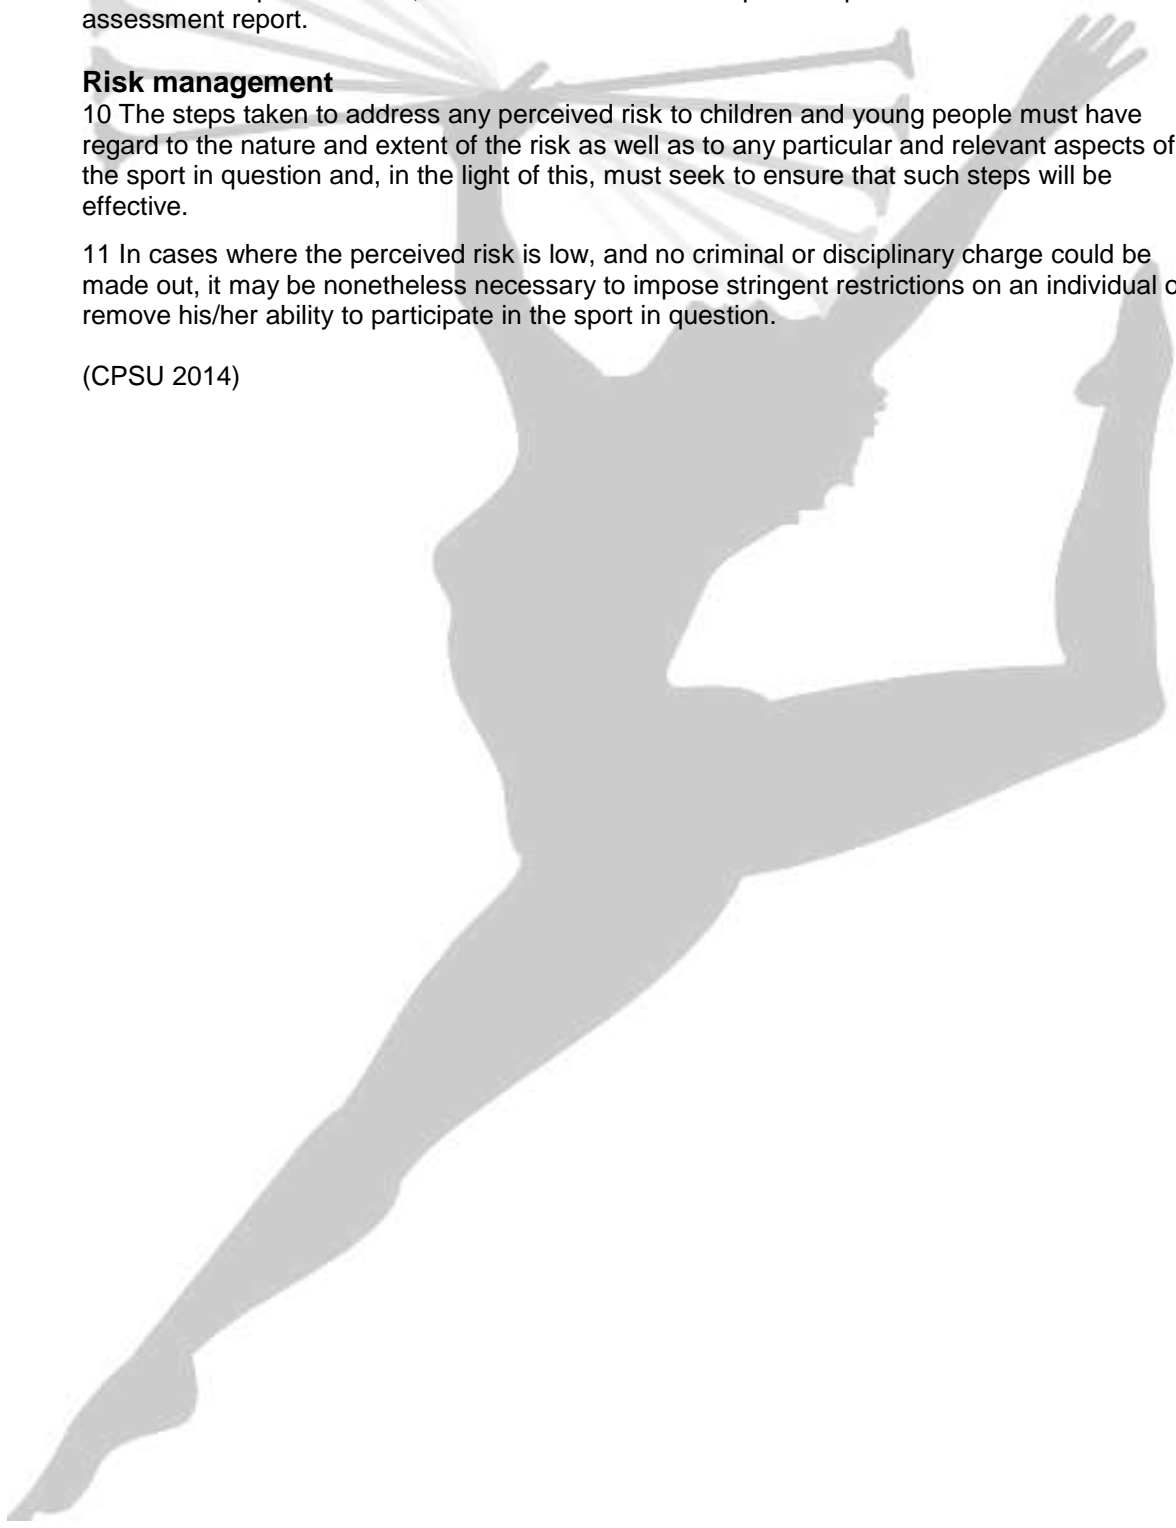 assessment report.
Risk management
10 The steps taken to address any perceived risk to children and young people must have
regard to the nature and extent of the risk as well as to any particular and relevant aspects of
the sport in question and, in the light of this, must seek to ensure that such steps will be
effective.
11 In cases where the perceived risk is low, and no criminal or disciplinary charge could be
made out, it may be nonetheless necessary to impose stringent restrictions on an individual
remove his/her ability to participate in the sport in question.
(CPSU 2014)